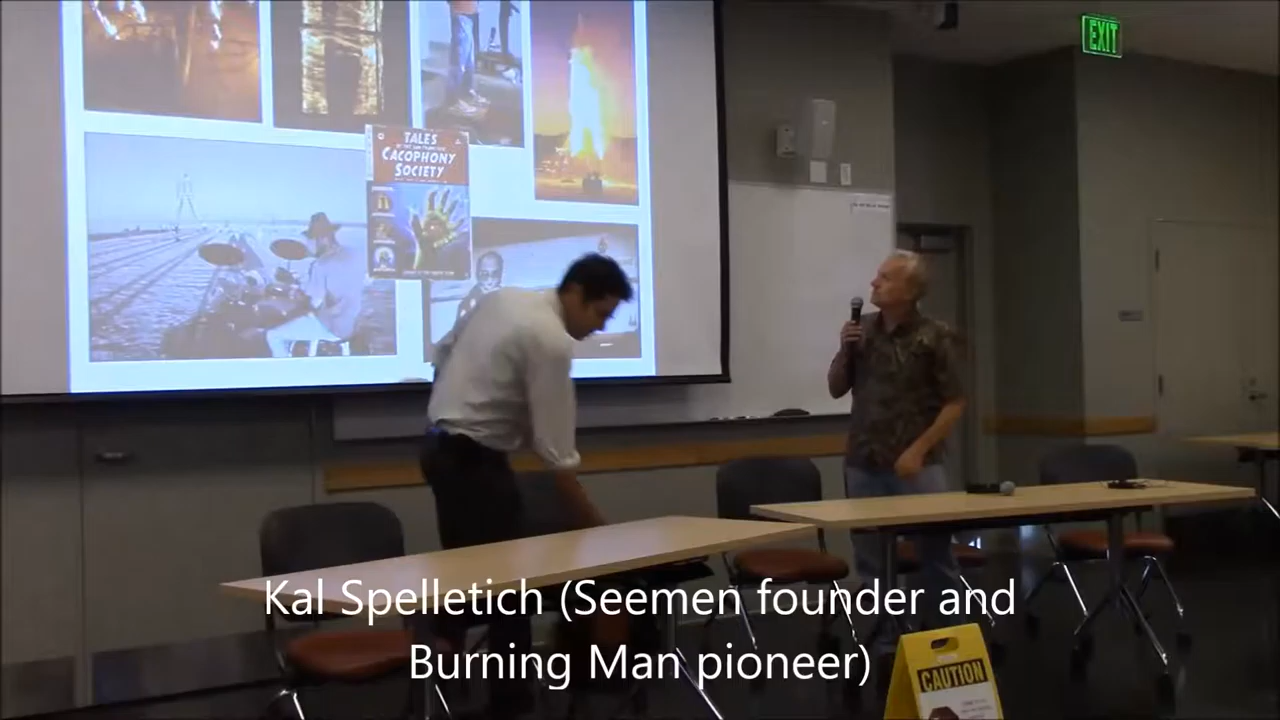 EXIT
TALES
CACOPHONY
SOCIETY
Kal Spelletich (Seemen founder and
Burning Man pioneer)
CAUTION